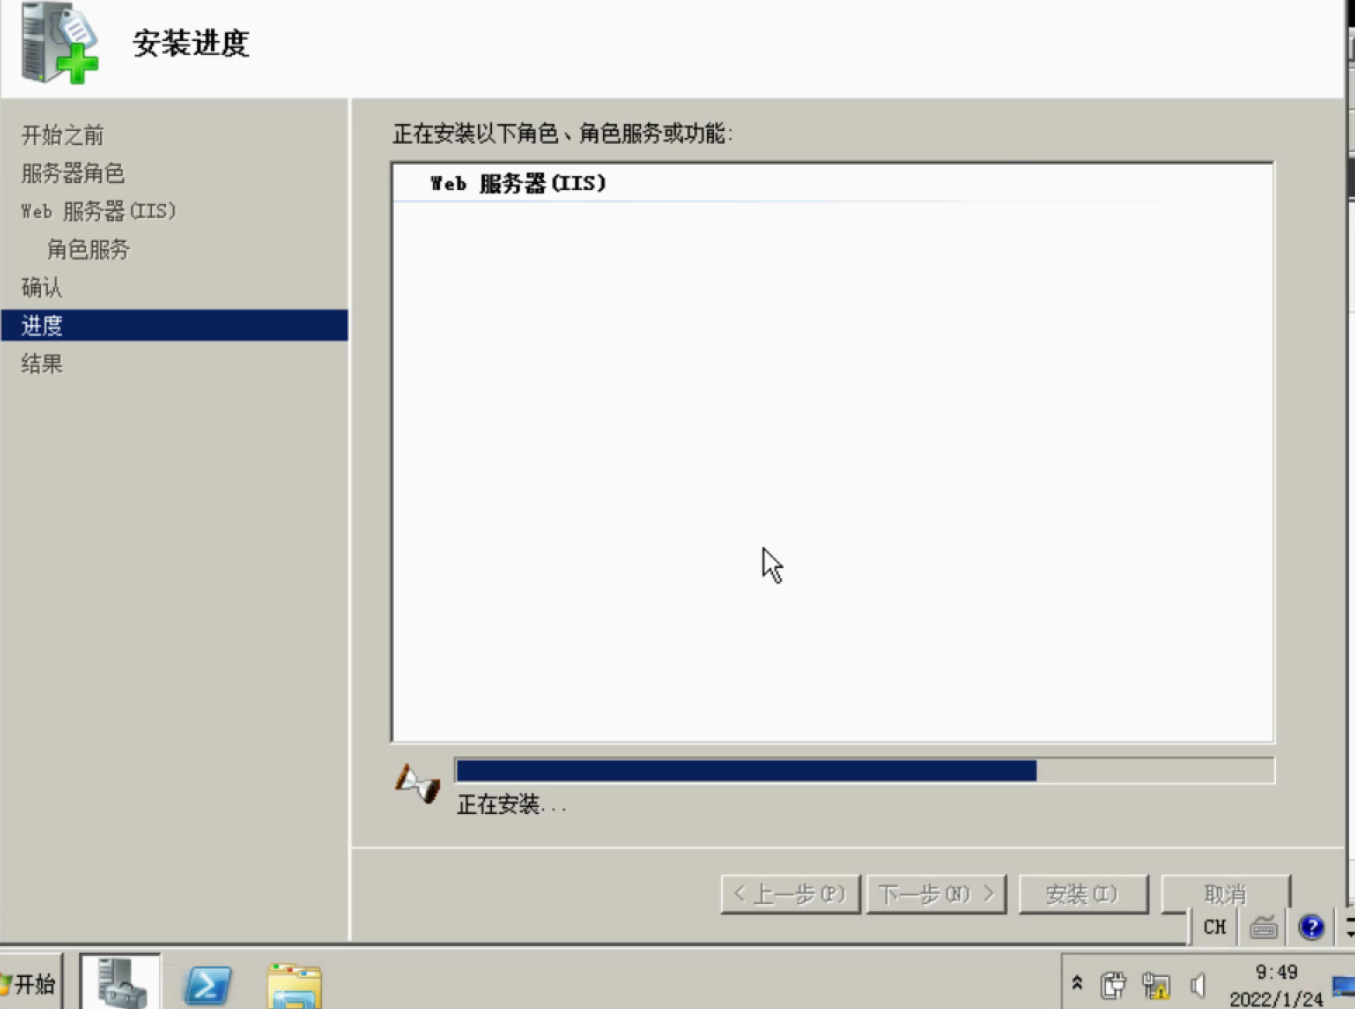 安装进度
开始之前
服务器角色
Web 服务器(IIS)
角色服务
确认
进度
结果
正在安装以下角色、角色服务或功能:
Web 服务器(IIS)
正在安装...
< 上一步(P)
下一步(N) >
安装(I)
取消
CH
?
开始
9:49
2022/1/24